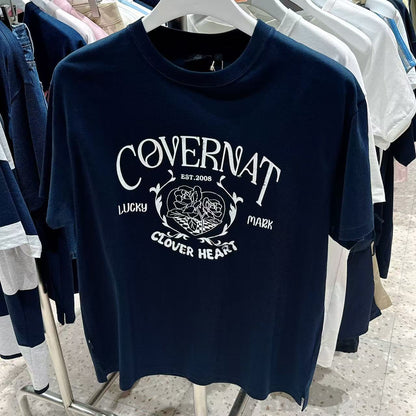 COVERNAT
EST.2008
LUCKY MARK
CLOVER HEART